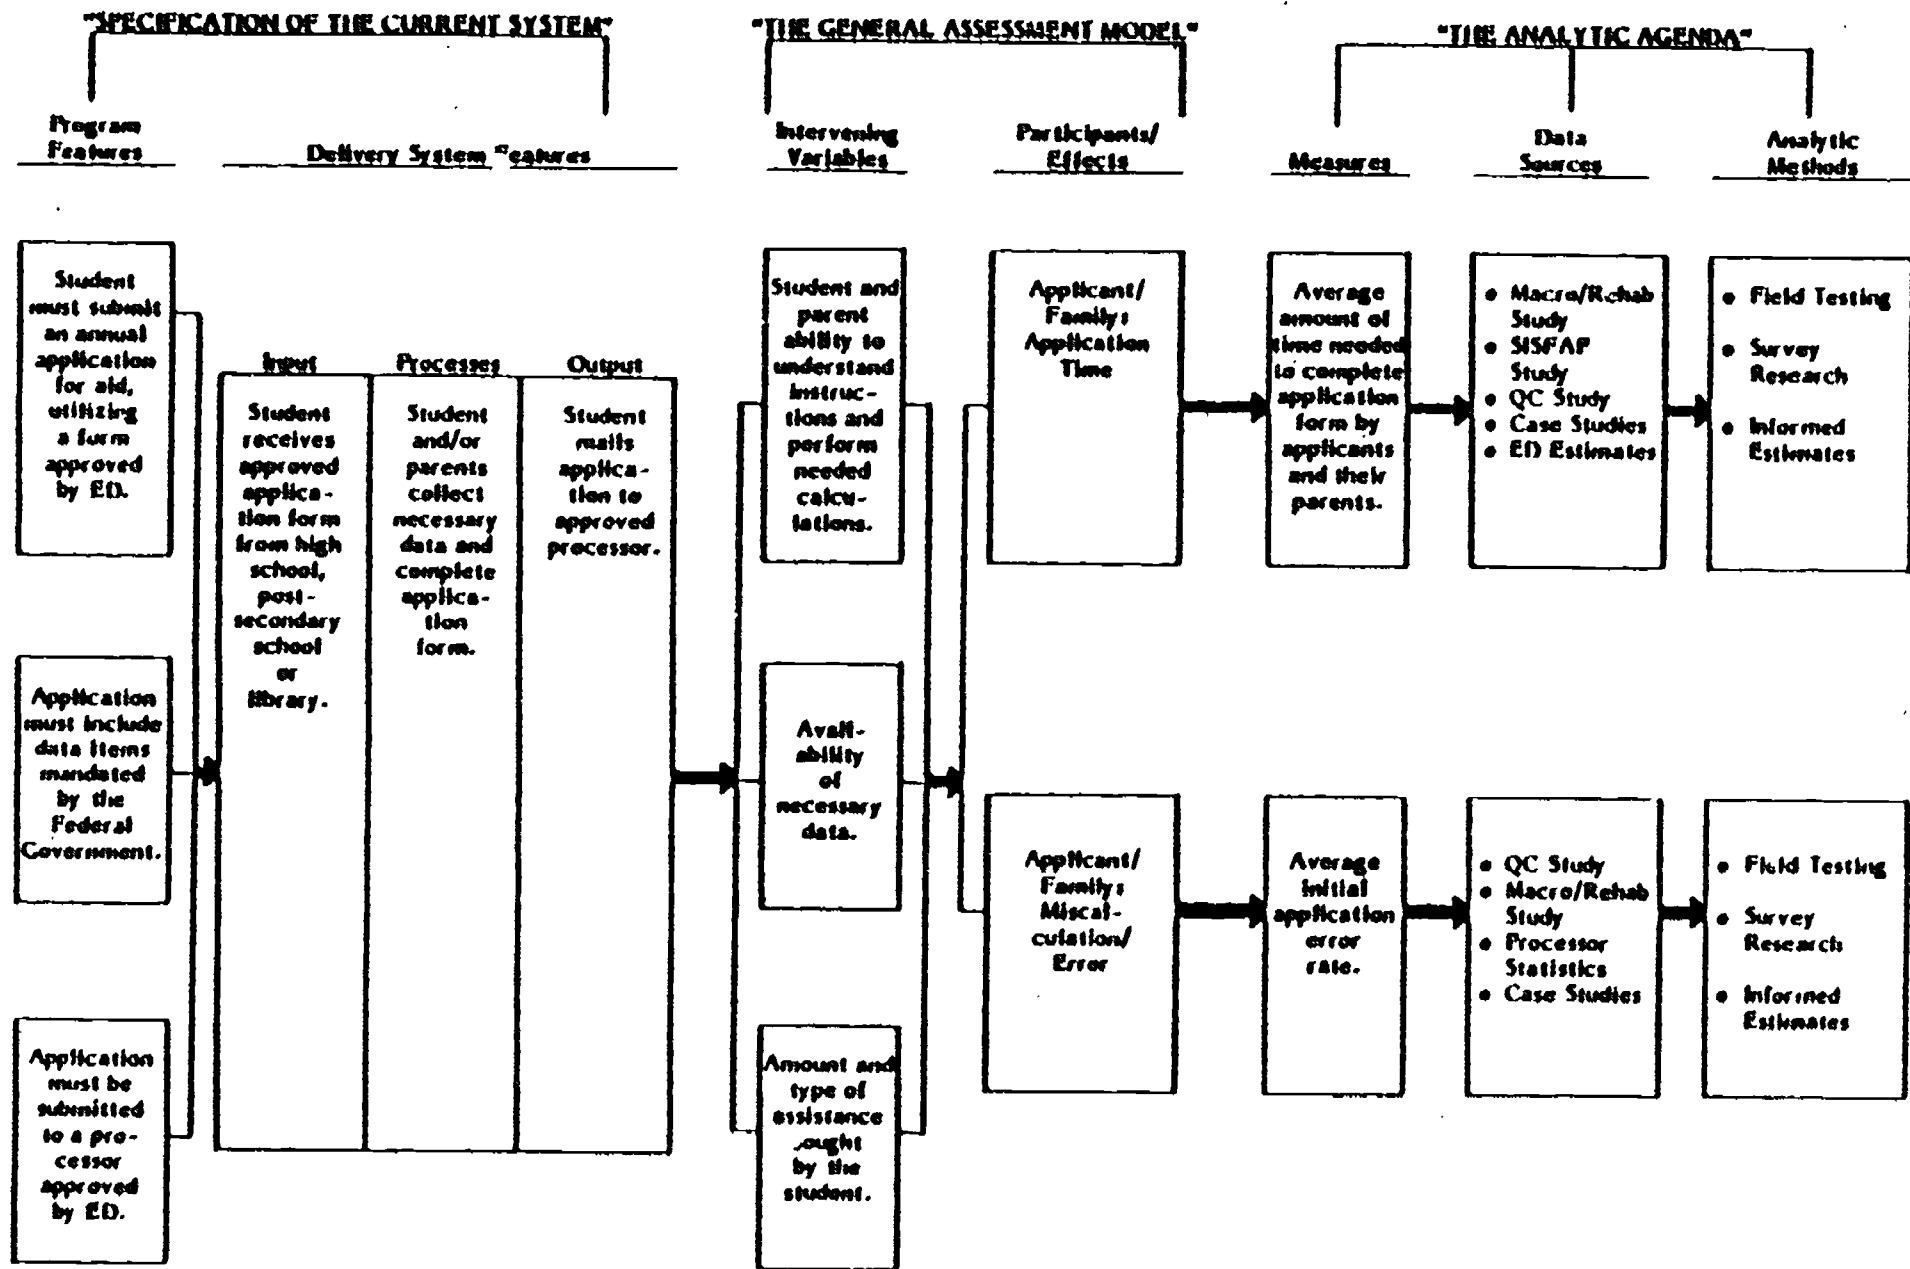 "SPECIFICATION OF THE CURRENT SYSTEM"
"THE GENERAL ASSESSMENT MODEL"
"THE ANALYTIC AGENDA"
Program
Features
Delivery System Features
Intervening
Variables
Participants/
Effects
Measures
Data
Sources
Analytic
Methods
Student
must submit
an annual
application
for aid,
utilizing
a form
approved
by ED.
Application
must include
data items
mandated
by the
Federal
Government.
Application
must be
submitted
to a pro-
cessor
approved
by ED.
Input
Student
receives
approved
applica-
tion form
from high
school,
post-
secondary
school
or
library.
Processes
Student
and/or
parents
collect
necessary
data and
complete
applica-
tion
form.
Output
Student
mails
applica-
tion to
approved
processor.
Student and
parent
ability to
understand
instruc-
tions and
perform
needed
calcu-
lations.
Avail-
ability
of
necessary
data.
Amount and
type of
assistance
sought
by the
student.
Applicant/
Family:
Application
Time
Average
amount of
time needed
to complete
application
form by
applicants
and their
parents.
• Macro/Rehab
Study
• SISFAP
Study
• QC Study
• Case Studies
• ED Estimates
• Field Testing
• Survey
Research
• Informed
Estimates
Applicant/
Family:
Miscal-
culation/
Error
Average
initial
application
error
rate.
• QC Study
• Macro/Rehab
Study
• Processor
Statistics
• Case Studies
• Field Testing
• Survey
Research
• Informed
Estimates